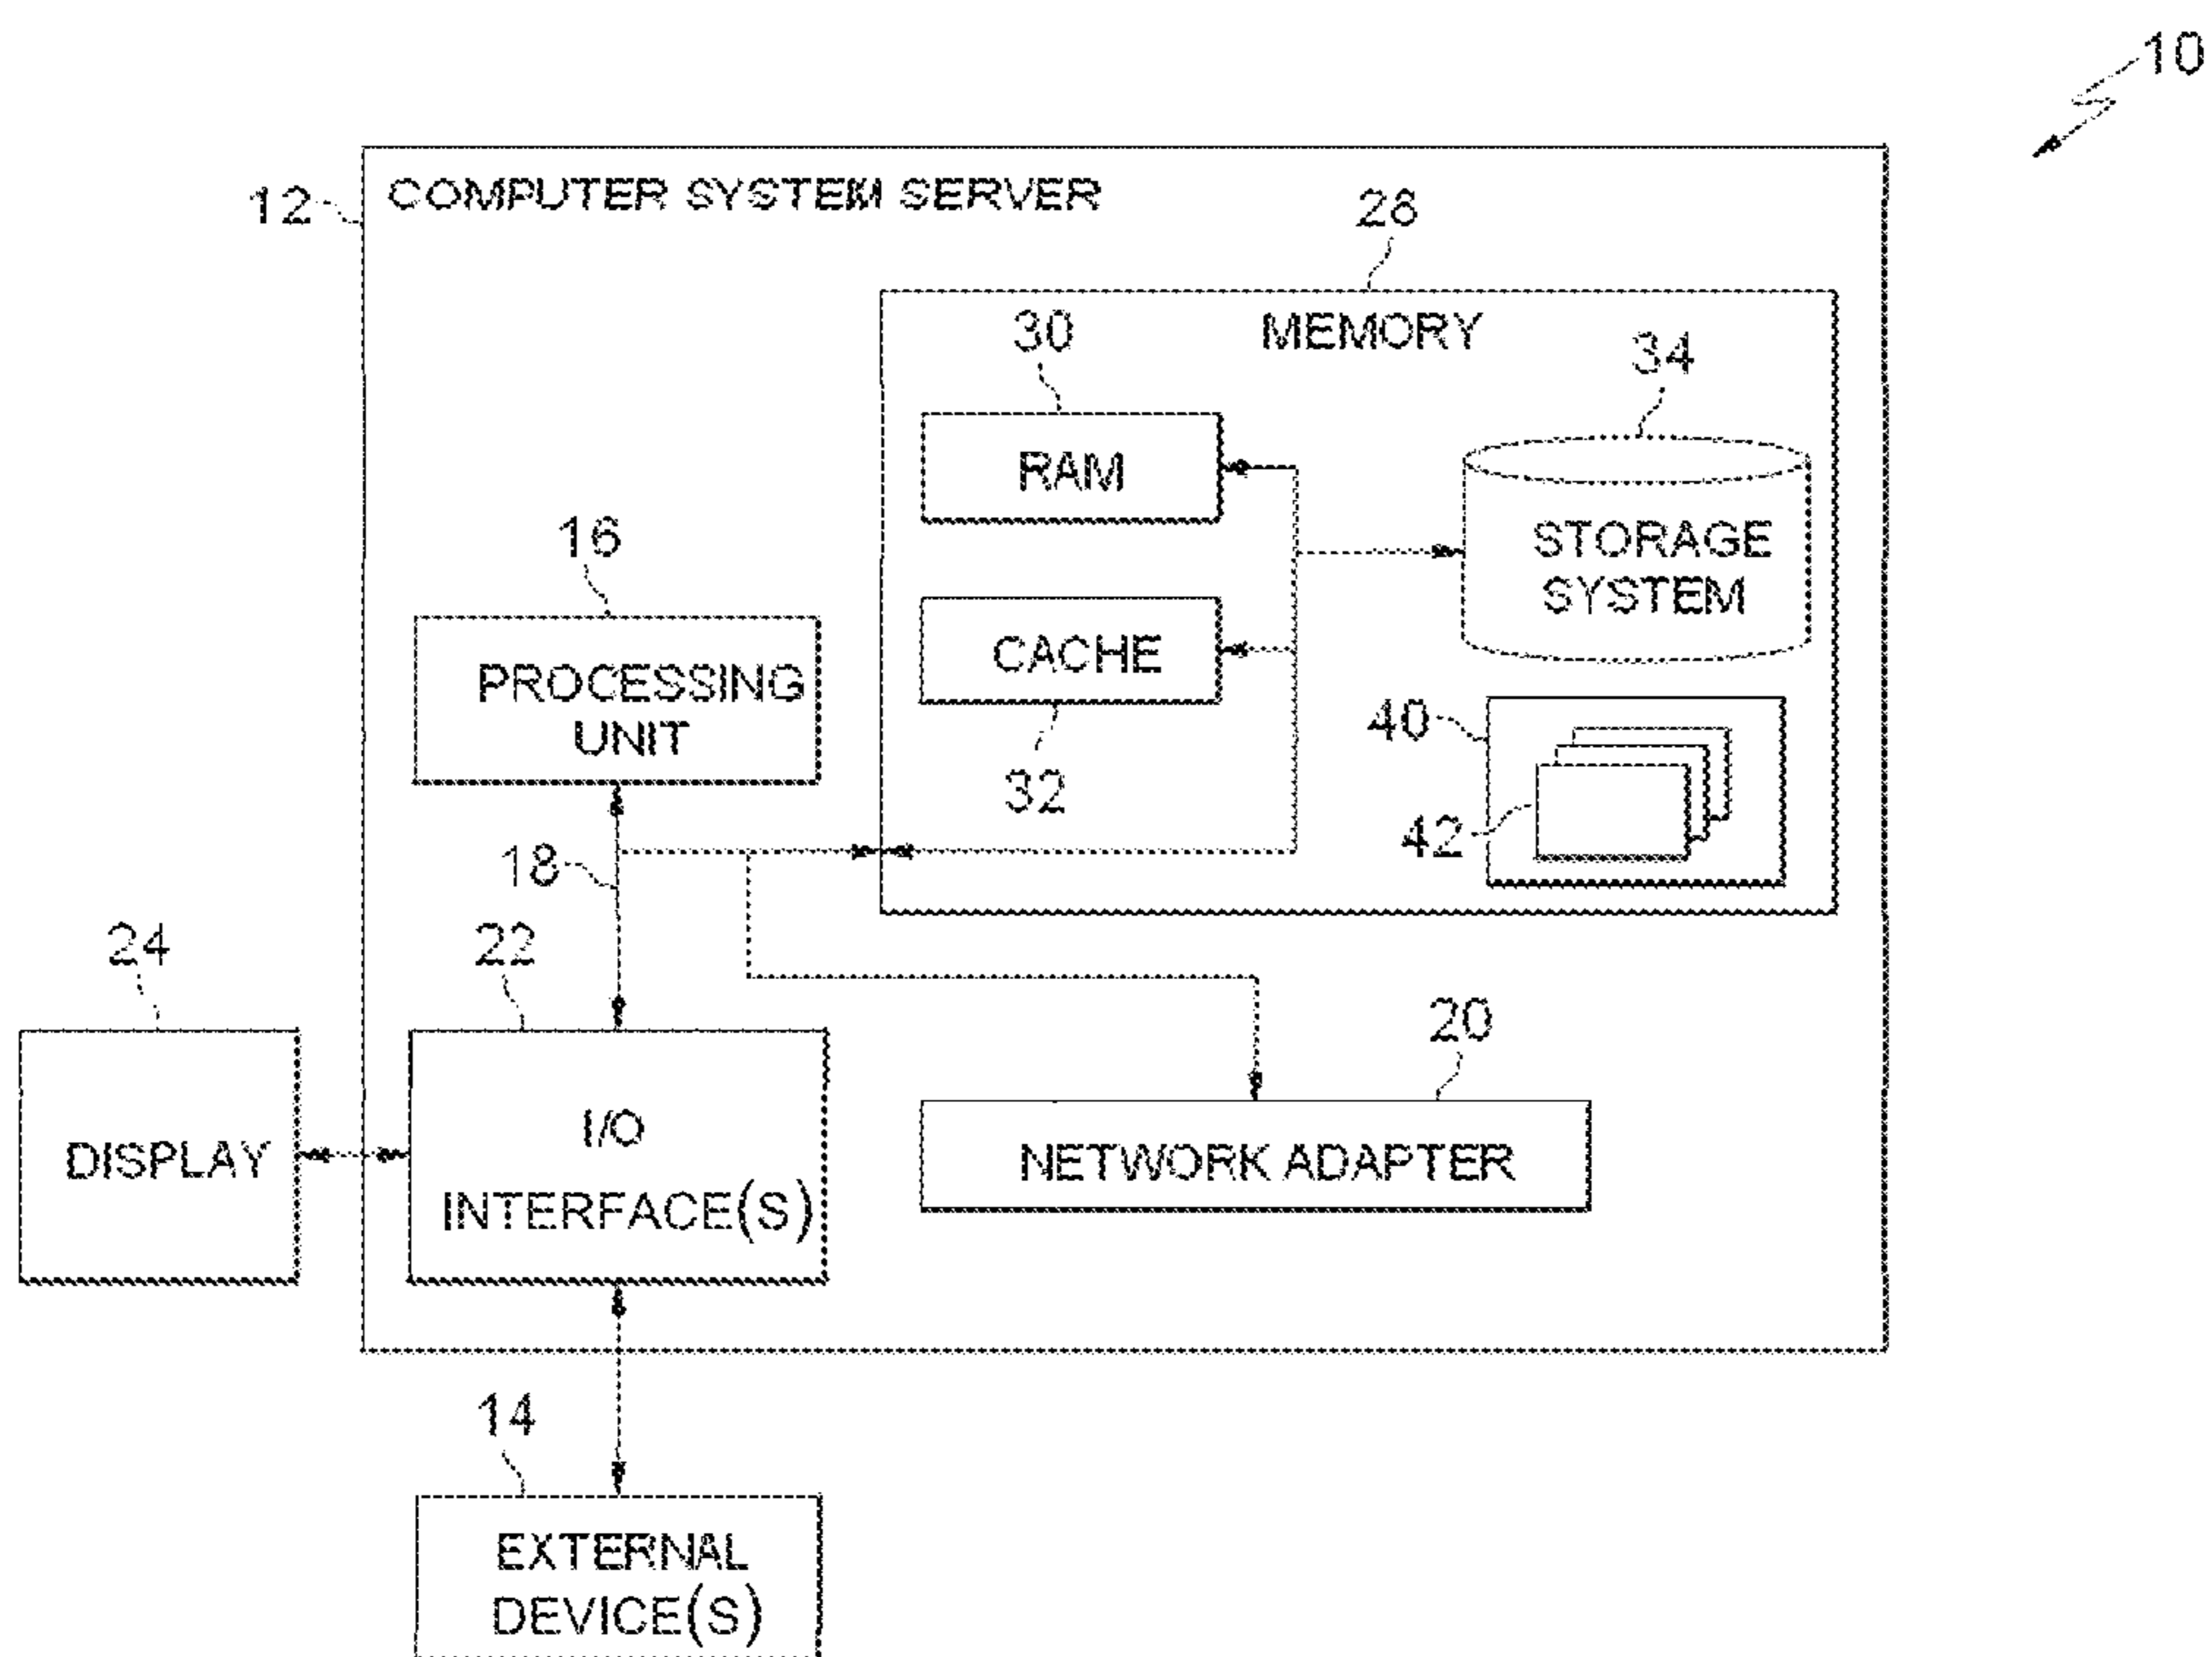 10
12
COMPUTER SYSTEM SERVER
28
MEMORY
30
34
RAM
STORAGE
SYSTEM
16
CACHE
PROCESSING
UNIT
32
40
42
18
24
22
20
DISPLAY
I/O
INTERFACE(S)
NETWORK ADAPTER
14
EXTERNAL
DEVICE(S)